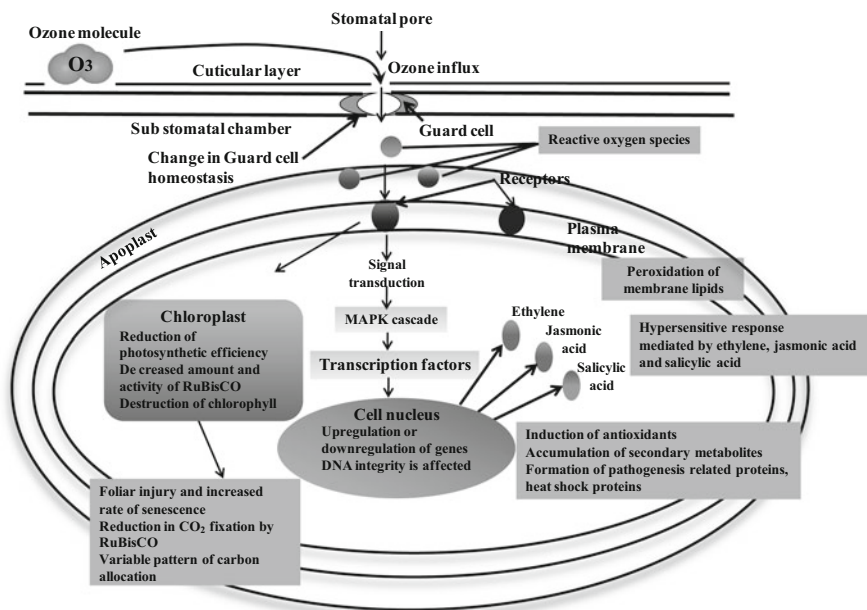 Stomatal pore
Ozone molecule
O3
Cuticular layer
Ozone influx
Sub stomatal chamber
Guard cell
Change in Guard cell
homeostasis
Reactive oxygen species
Receptors
Apoplast
Plasma
membrane
Signal
transduction
Peroxidation of
membrane lipids
MAPK cascade
Ethylene
Jasmonic
acid
Salicylic
acid
Hypersensitive response
mediated by ethylene, jasmonic acid
and salicylic acid
Chloroplast
Reduction of
photosynthetic efficiency
De creased amount and
activity of RuBisCO
Destruction of chlorophyll
Transcription factors
Cell nucleus
Upregulation or
downregulation of genes
DNA integrity is affected
Induction of antioxidants
Accumulation of secondary metabolites
Formation of pathogenesis related proteins,
heat shock proteins
Foliar injury and increased
rate of senescence
Reduction in CO₂ fixation by
RuBisCO
Variable pattern of carbon
allocation